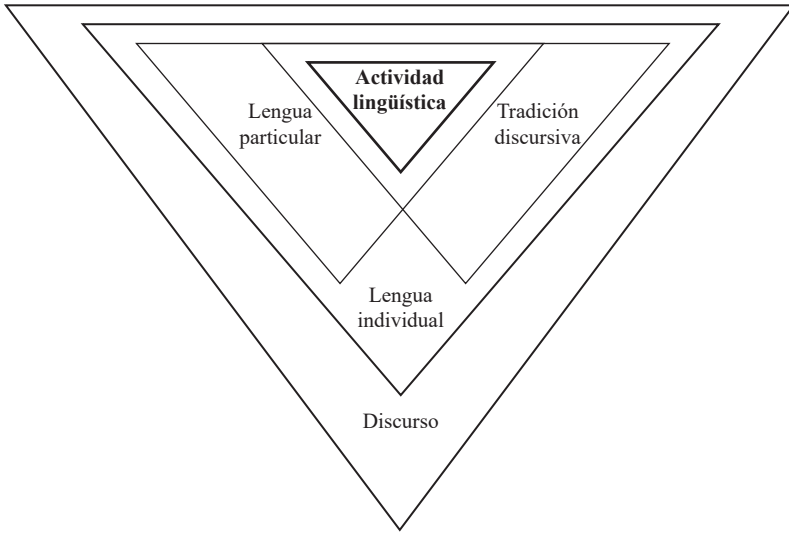 Actividad
lingüística
Lengua
particular
Tradición
discursiva
Lengua
individual
Discurso